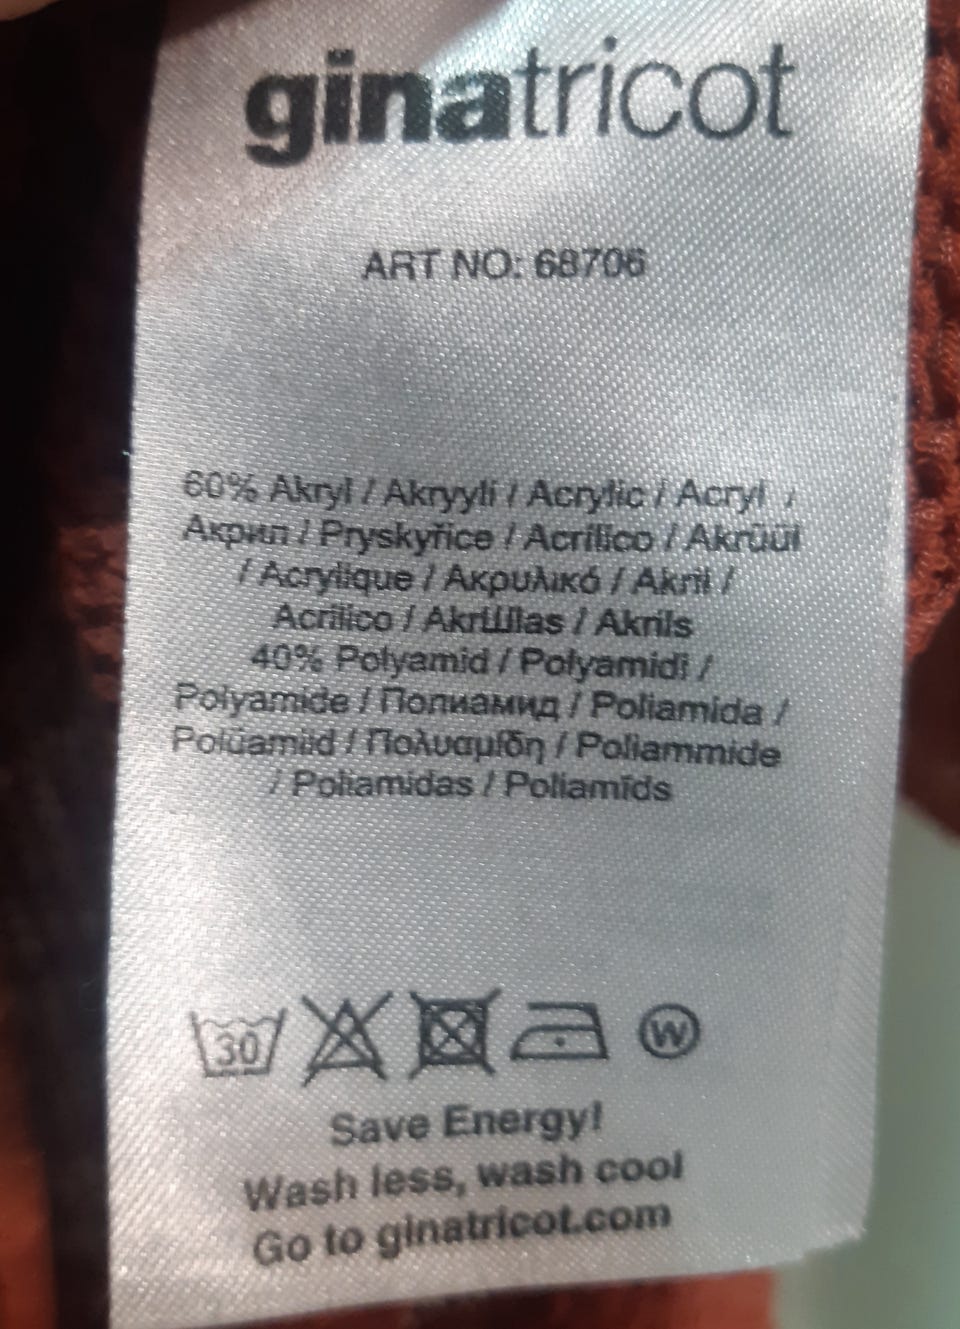 ginatricot
ART NO: 68706
60% Akryl / Akryyli / Acrylic / Acryl /
Акрил / Pryskyřice / Acrílico / Akrüül
/ Acrylique / Ακρυλικό / Akril /
Acrilico / AkrШlas / Akrils
40% Polyamid / Polyamidi /
Polyamide / Полиамид / Poliamida /
Polüamiid / Πολυαμίδη / Poliammide
/ Poliamidas / Poliamīds
30 W
Save Energy!
Wash less, wash cool
Go to ginatricot.com